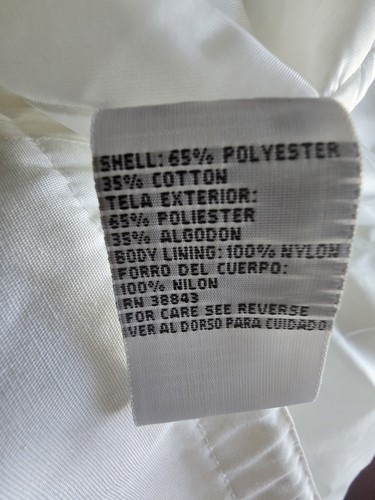 SHELL: 65% POLYESTER
35% COTTON
TELA EXTERIOR:
65% POLIESTER
35% ALGODON
BODY LINING: 100% NYLON
FORRO DEL CUERPO:
100% NILON
RN 38843
FOR CARE SEE REVERSE
VER AL DORSO PARA CUIDADO